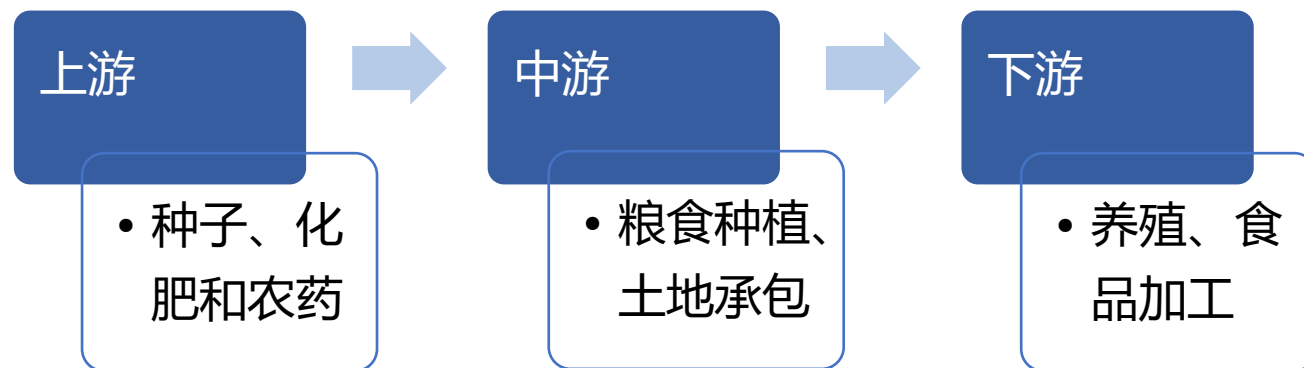 上游
• 种子、化
肥和农药
中游
• 粮食种植、
土地承包
下游
• 养殖、食
品加工